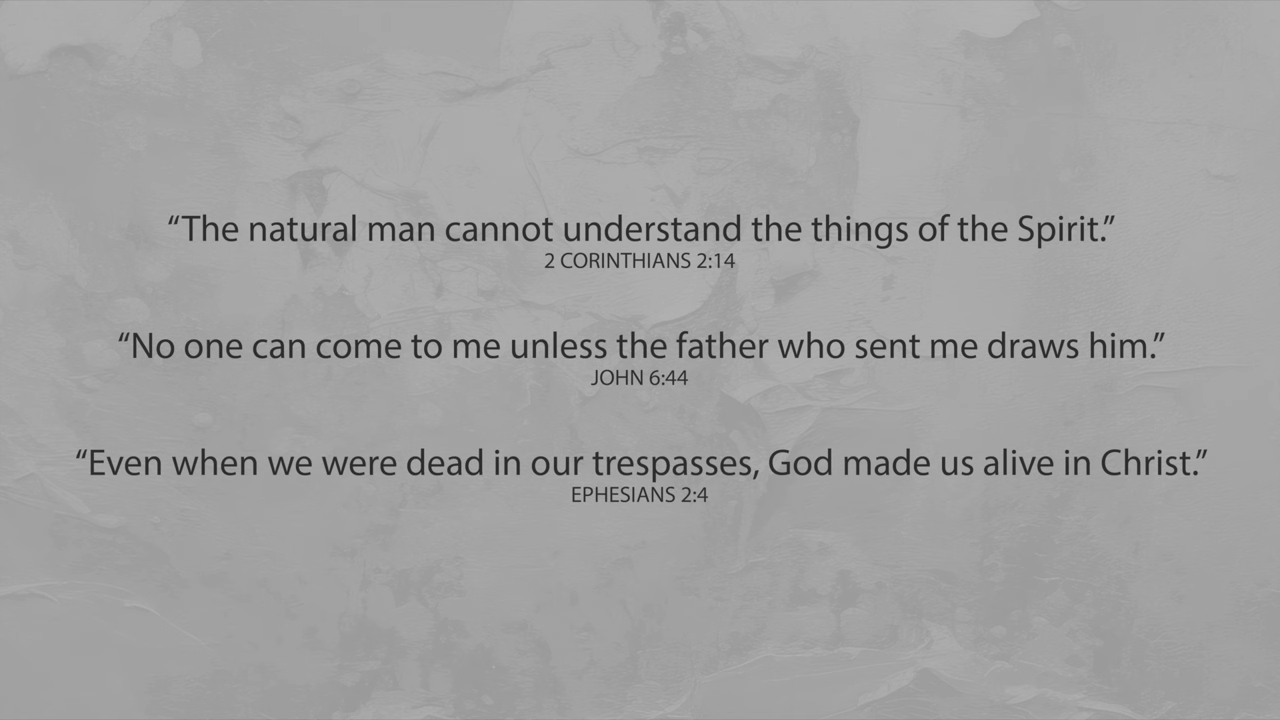 “The natural man cannot understand the things of the Spirit.”
2 CORINTHIANS 2:14
“No one can come to me unless the father who sent me draws him.”
JOHN 6:44
“Even when we were dead in our trespasses, God made us alive in Christ.”
EPHESIANS 2:4